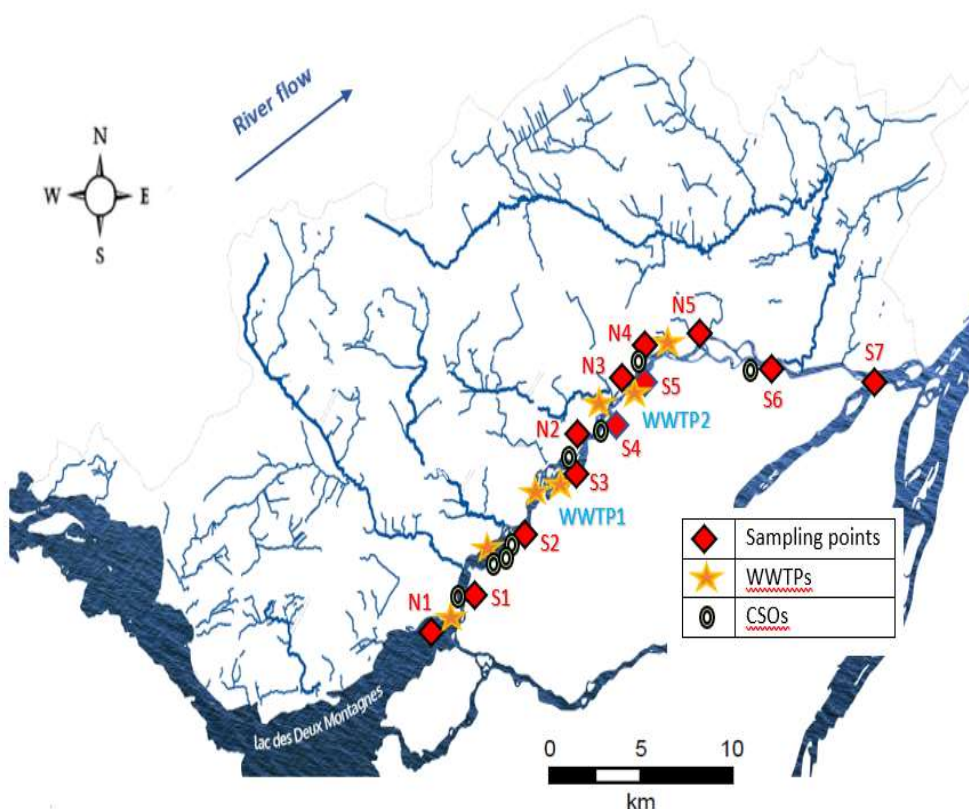 River flow
N
W E
S
N5
N4
S7
N3
S5
S6
WWTP2
N2
S4
S3
WWTP1
S2
Sampling points
WWTPs
CSOs
N1
S1
lac des Deux Montagnes
0 5 10
km